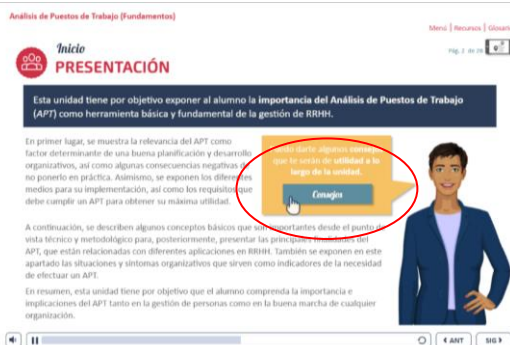 Análisis de Puestos de Trabajo (Fundamentos)
Menú | Recursos | Glosario
Pág. 2 de 26
Inicio
PRESENTACIÓN
Esta unidad tiene por objetivo exponer al alumno la importancia del Análisis de Puestos de Trabajo
(APT) como herramienta básica y fundamental de la gestión de RRHH.
En primer lugar, se muestra la relevancia del APT como
factor determinante de una buena planificación y desarrollo
organizativos, así como algunas consecuencias negativas de
no ponerlo en práctica. Asimismo, se exponen los diferentes
medios para su implementación, así como los requisitos que
debe cumplir un APT para obtener su máxima utilidad.
darte algunos consejos
que te serán de utilidad a lo
largo de la unidad.
Consejos
A continuación, se describen algunos conceptos básicos que son importantes desde el punto de
vista técnico y metodológico para, posteriormente, presentar las principales finalidades del
APT, que están relacionadas con diferentes aplicaciones en RRHH. También se exponen en este
apartado las situaciones y síntomas organizativos que sirven como indicadores de la necesidad
de efectuar un APT.
En resumen, esta unidad tiene por objetivo que el alumno comprenda la importancia e
implicaciones del APT tanto en la gestión de personas como en la buena marcha de cualquier
organización.
ANT
SIG